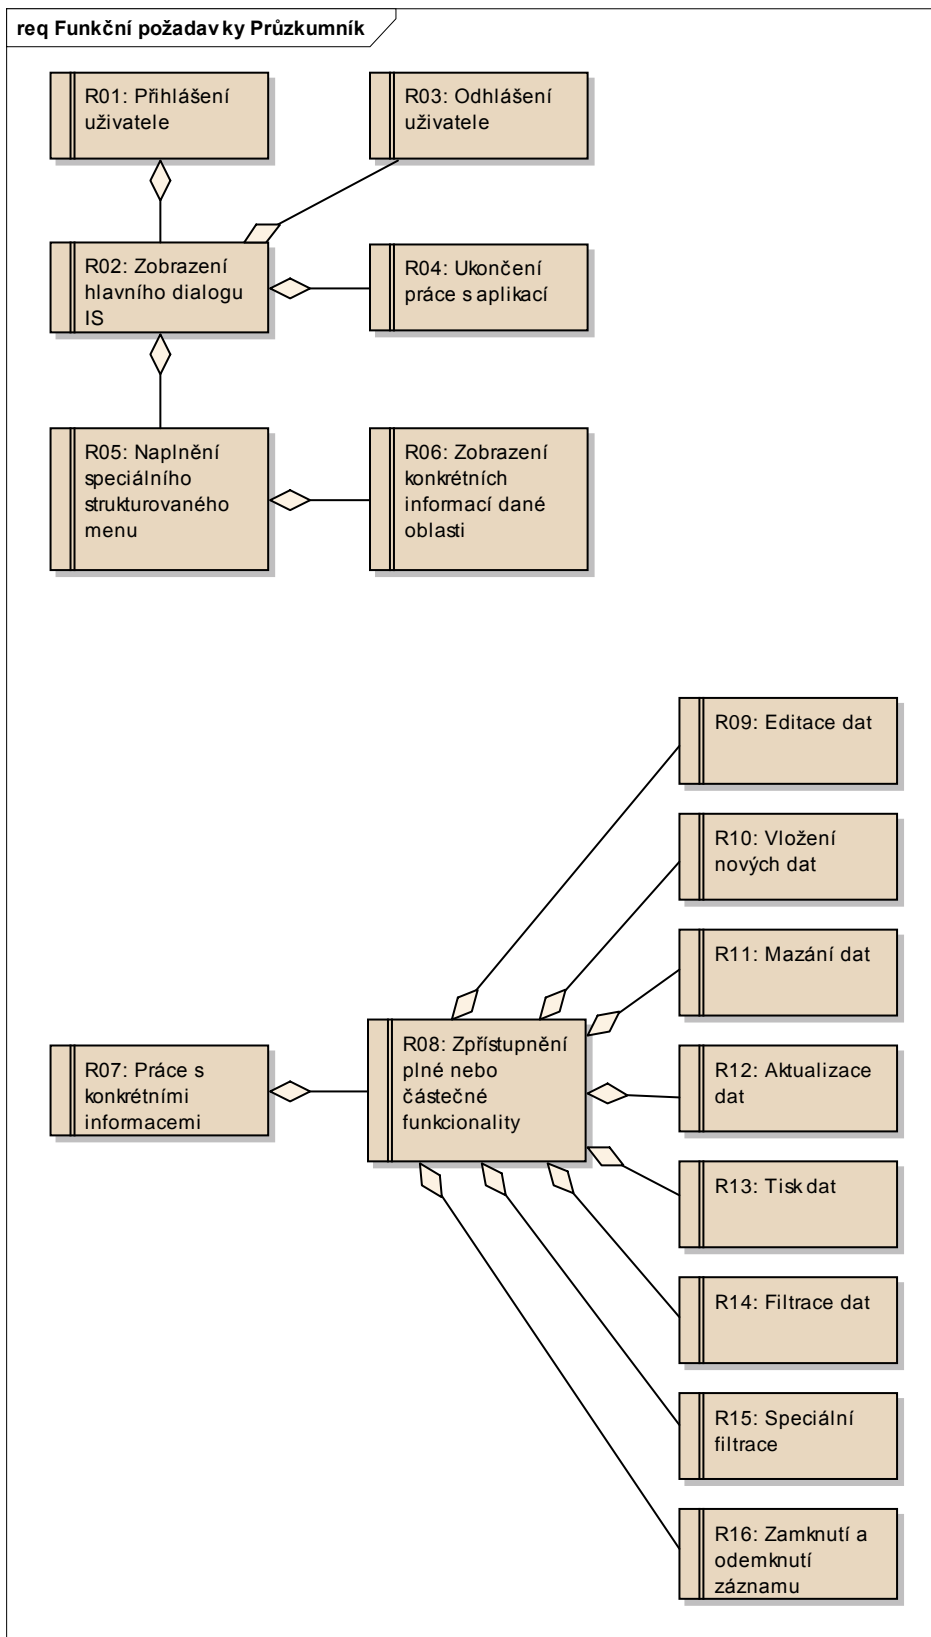 req Funkční požadavky Průzkumník
R01: Přihlášení
uživatele
R03: Odhlášení
uživatele
R02: Zobrazení
hlavního dialogu
IS
R04: Ukončení
práce s aplikací
R05: Naplnění
speciálního
strukturovaného
menu
R06: Zobrazení
konkrétních
informací dané
oblasti
R09: Editace dat
R10: Vložení
nových dat
R11: Mazání dat
R07: Práce s
konkrétními
informacemi
R08: Zpřístupnění
plné nebo
částečné
funkcionality
R12: Aktualizace
dat
R13: Tisk dat
R14: Filtrace dat
R15: Speciální
filtrace
R16: Zamknutí a
odemknutí
záznamu